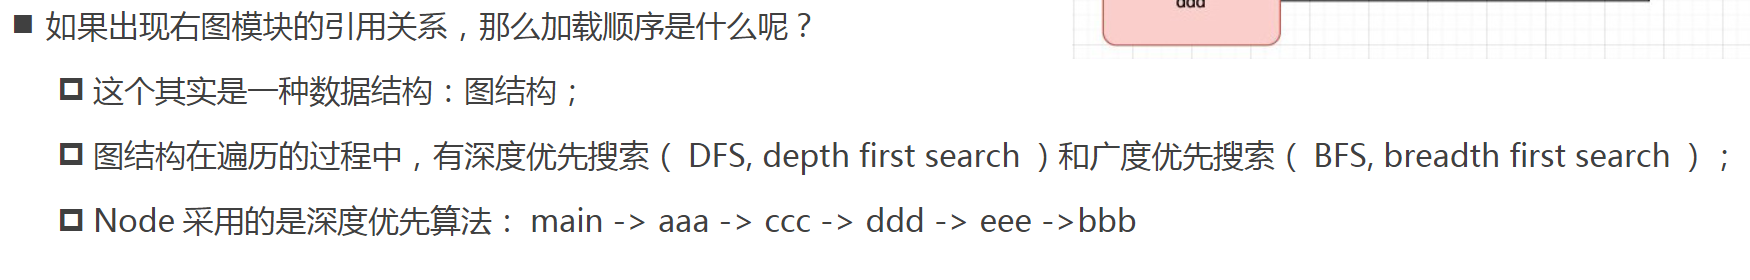 ddd
如果出现右图模块的引用关系，那么加载顺序是什么呢？
这个其实是一种数据结构：图结构；
图结构在遍历的过程中，有深度优先搜索（ DFS, depth first search ）和广度优先搜索（ BFS, breadth first search ）；
Node 采用的是深度优先算法： main -> aaa -> ccc -> ddd -> eee ->bbb